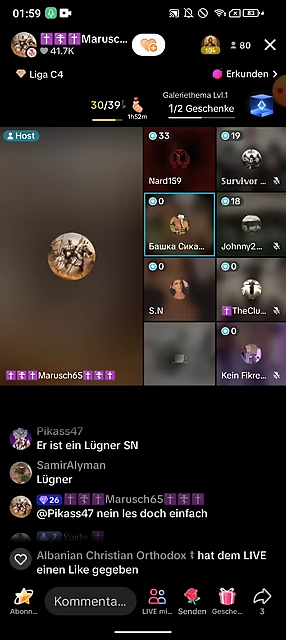 01:59
83
✝️✝️✝️Marusc...
41.7K
104
80
Liga C4
Erkunden >
30/39
1h52m
Galeriethema Lvl.1
1/2 Geschenke
Host
33
Nard159
19
Survivor ...
0
Башка Сика...
18
Johnny2...
0
S.N
0
✝️TheClu...
0
Kein Fikre...
✝️✝️✝️Marusch65✝️✝️✝️
Pikass47
Er ist ein Lügner SN
SamirAlyman
Lügner
26 ✝️✝️✝️Marusch65✝️✝️✝️
@Pikass47 nein les doch einfach
Albanian Christian Orthodox ☦ hat dem LIVE
einen Like gegeben
Abonn...
Kommenta...
LIVE mi...
Senden
Gesche...
3